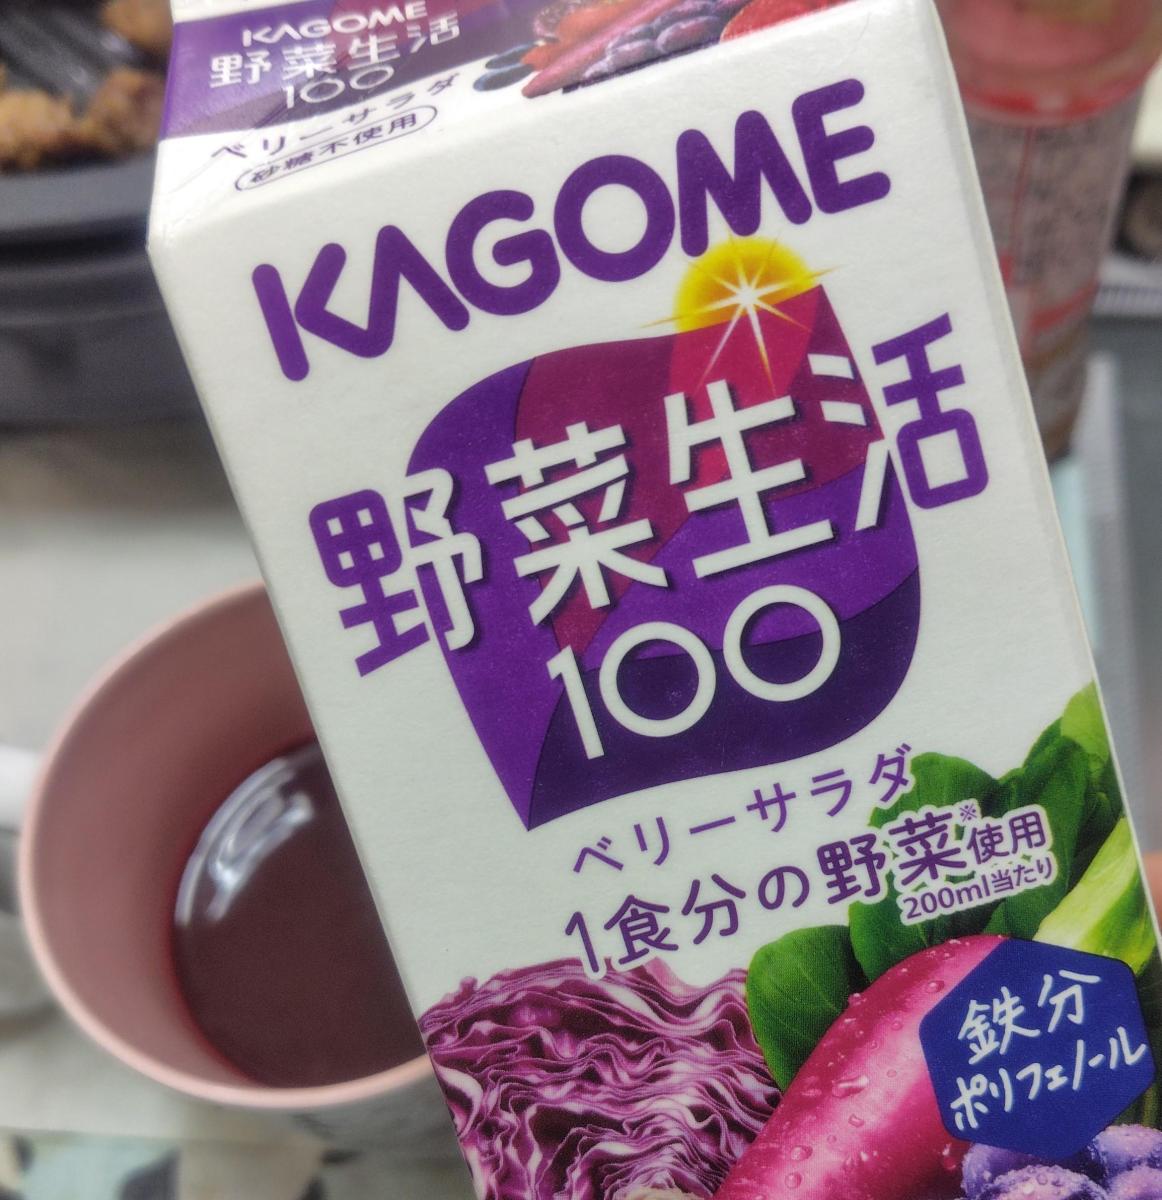 KAGOME
野菜生活
100
ベリーサラダ
砂糖不使用
KAGOME
野菜生活
100
ベリーサラダ
1食分の野菜※使用
200ml当たり
鉄分
ポリフェノール